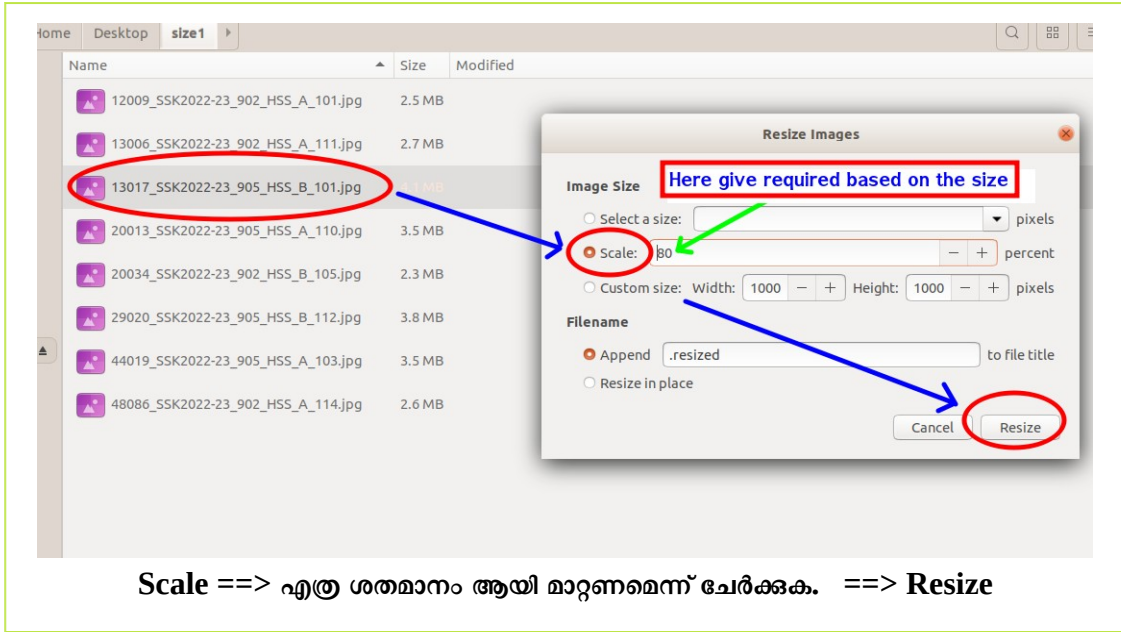 Home Desktop size1
Name Size Modified
12009_SSK2022-23_902_HSS_A_101.jpg 2.5 MB
13006_SSK2022-23_902_HSS_A_111.jpg 2.7 MB
13017_SSK2022-23_905_HSS_B_101.jpg 4.1 MB
20013_SSK2022-23_905_HSS_A_110.jpg 3.5 MB
20034_SSK2022-23_902_HSS_B_105.jpg 2.3 MB
29020_SSK2022-23_905_HSS_B_112.jpg 3.8 MB
44019_SSK2022-23_905_HSS_A_103.jpg 3.5 MB
48086_SSK2022-23_902_HSS_A_114.jpg 2.6 MB
Resize Images
Here give required based on the size
Image Size
Select a size: pixels
Scale: 80 − + percent
Custom size: Width: 1000 − + Height: 1000 − + pixels
Filename
Append .resized to file title
Resize in place
Cancel Resize
Scale ==> എത്ര ശതമാനം ആയി മാറ്റണമെന്ന് ചേർക്കുക. ==> Resize